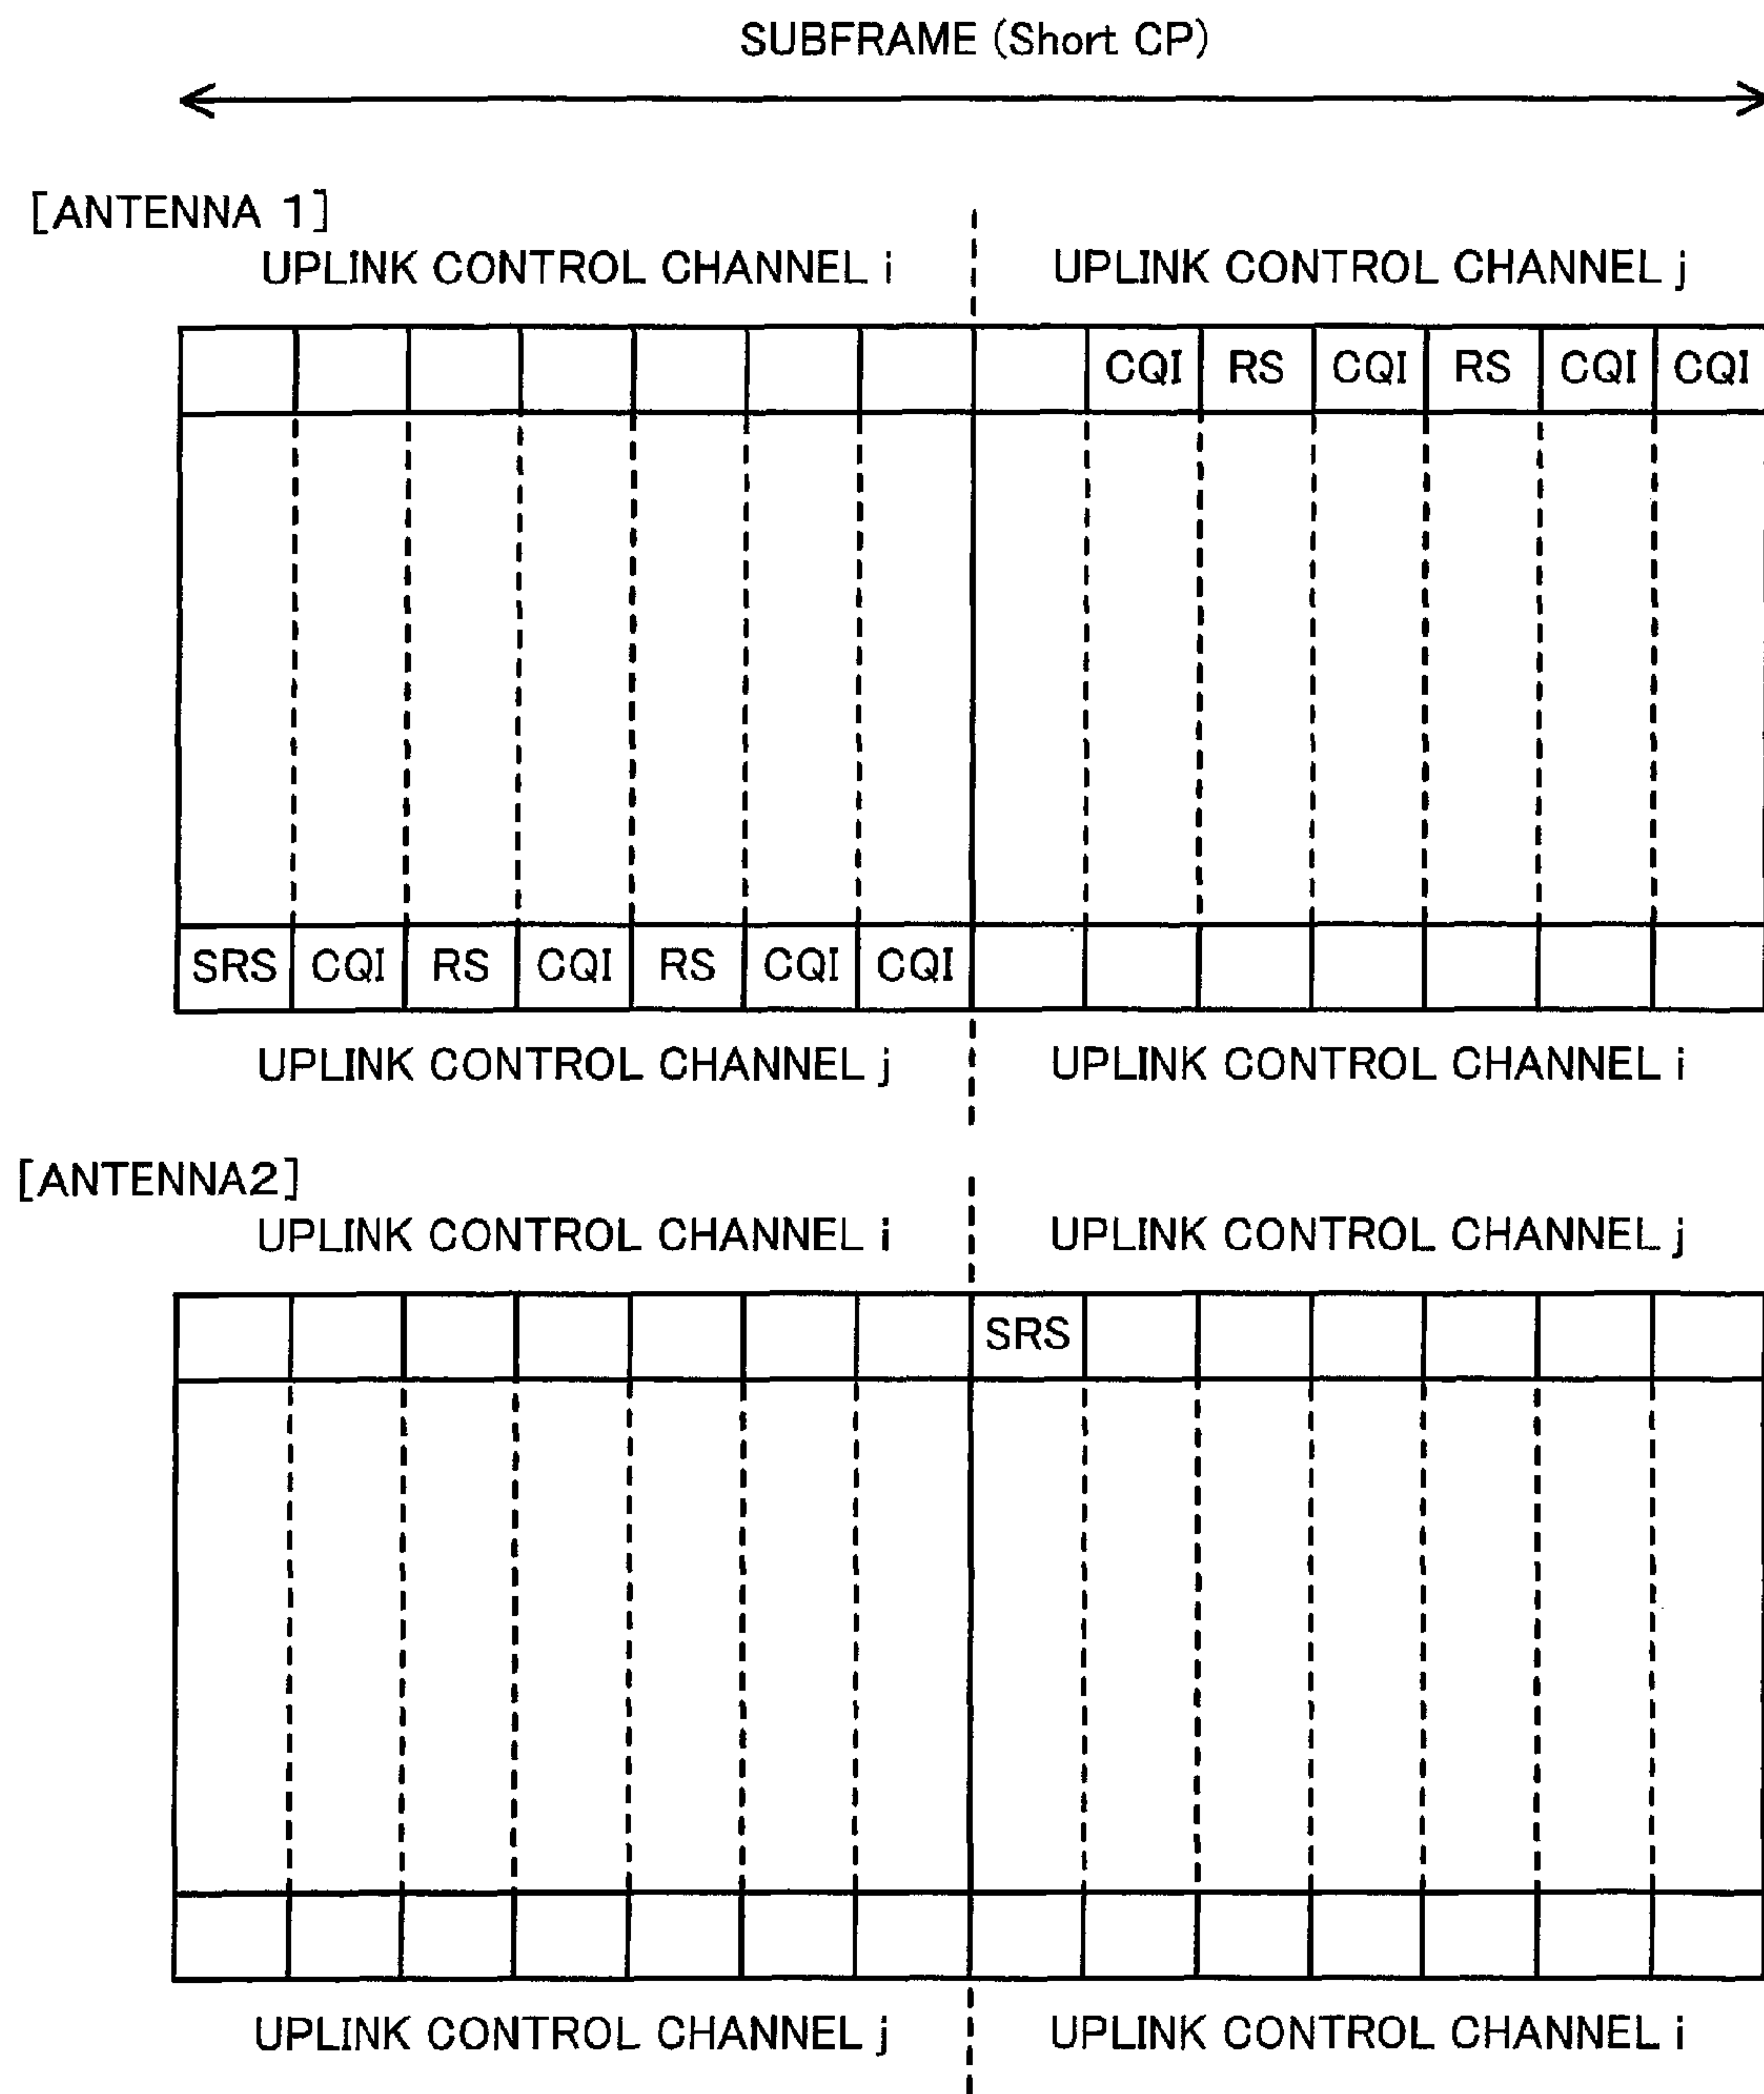 SUBFRAME (Short CP)
[ANTENNA 1]
UPLINK CONTROL CHANNEL i UPLINK CONTROL CHANNEL j
CQI RS CQI RS CQI CQI
SRS CQI RS CQI RS CQI CQI
UPLINK CONTROL CHANNEL j UPLINK CONTROL CHANNEL i
[ANTENNA2]
UPLINK CONTROL CHANNEL i UPLINK CONTROL CHANNEL j
SRS
UPLINK CONTROL CHANNEL j UPLINK CONTROL CHANNEL i